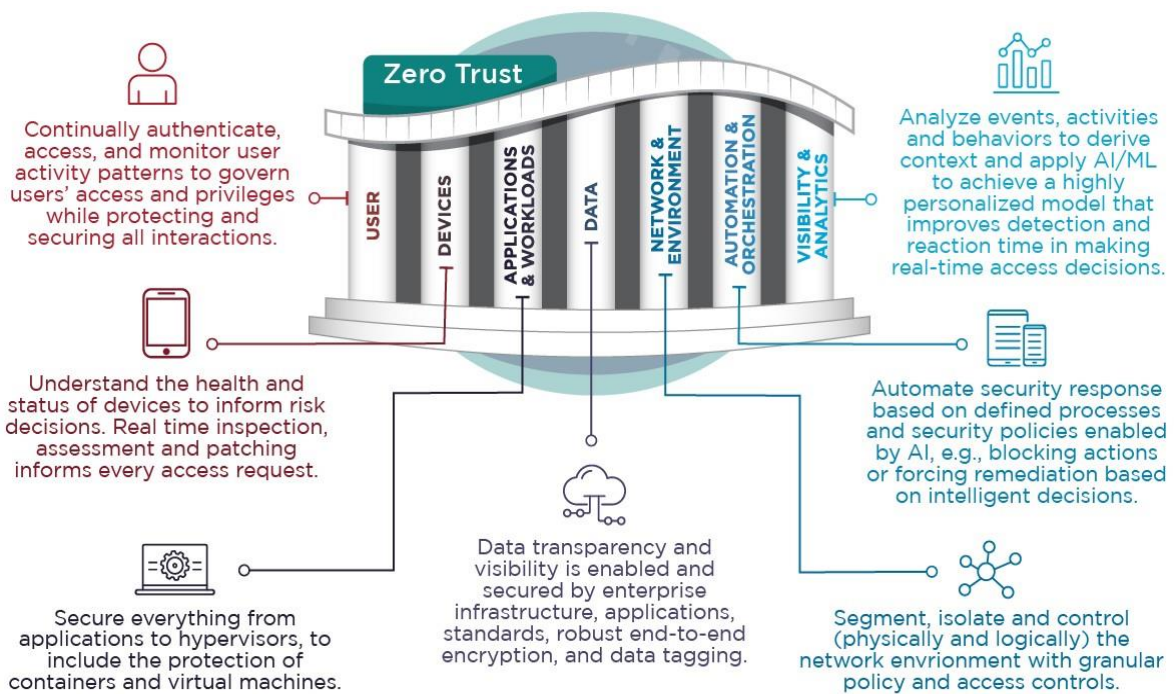 Zero Trust
Continually authenticate,
access, and monitor user
activity patterns to govern
users' access and privileges
while protecting and
securing all interactions.
USER
DEVICES
APPLICATIONS
& WORKLOADS
DATA
NETWORK &
ENVIRONMENT
AUTOMATION &
ORCHESTRATION
VISIBILITY &
ANALYTICS
Analyze events, activities
and behaviors to derive
context and apply AI/ML
to achieve a highly
personalized model that
improves detection and
reaction time in making
real-time access decisions.
Understand the health and
status of devices to inform risk
decisions. Real time inspection,
assessment and patching
informs every access request.
Automate security response
based on defined processes
and security policies enabled
by AI, e.g., blocking actions
or forcing remediation based
on intelligent decisions.
Secure everything from
applications to hypervisors, to
include the protection of
containers and virtual machines.
Data transparency and
visibility is enabled and
secured by enterprise
infrastructure, applications,
standards, robust end-to-end
encryption, and data tagging.
Segment, isolate and control
(physically and logically) the
network envrionment with granular
policy and access controls.